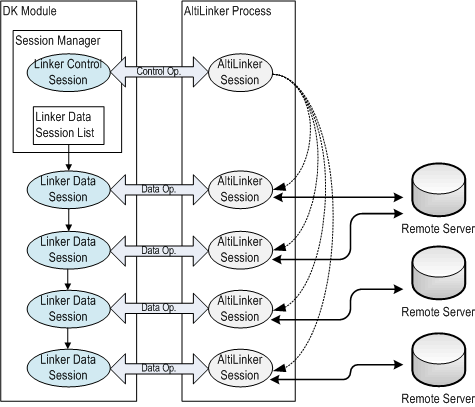 DK Module
AltiLinker Process
Session Manager
Linker Control
Session
Control Op.
AltiLinker
Session
Linker Data
Session List
Linker Data
Session
Data Op.
AltiLinker
Session
Remote Server
Linker Data
Session
Data Op.
AltiLinker
Session
Linker Data
Session
Data Op.
AltiLinker
Session
Remote Server
Linker Data
Session
Data Op.
AltiLinker
Session
Remote Server